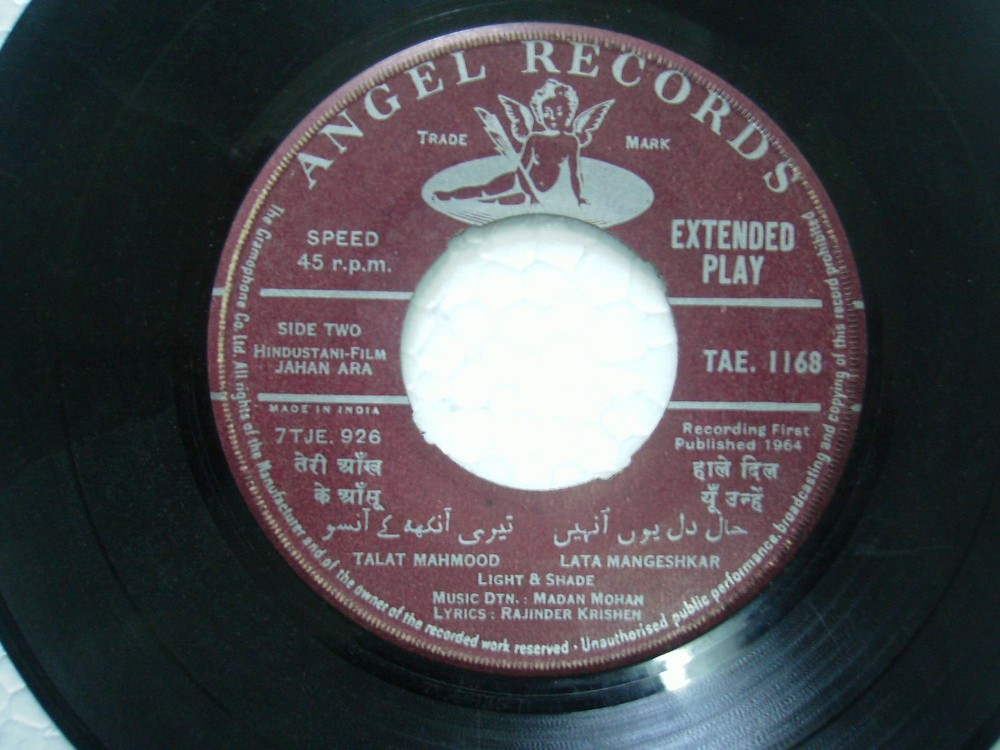 ANGEL RECORDS
TRADE MARK
SPEED
45 r.p.m.
EXTENDED
PLAY
SIDE TWO
HINDUSTANI-FILM
JAHAN ARA
TAE. 1168
MADE IN INDIA
7TJE. 926
Recording First
Published 1964
तेरी आँख
के आँसू
हाले दिल
यूँ उन्हें
تیری آنکھ کے آنسو
حال دل یوں اُنہیں
TALAT MAHMOOD
LATA MANGESHKAR
LIGHT & SHADE
MUSIC DTN. : MADAN MOHAN
LYRICS : RAJINDER KRISHEN
The Gramophone Co. Ltd. All rights of the Manufacturer and of the owner of the recorded work reserved · Unauthorised public performance, broadcasting and copying of this record prohibited